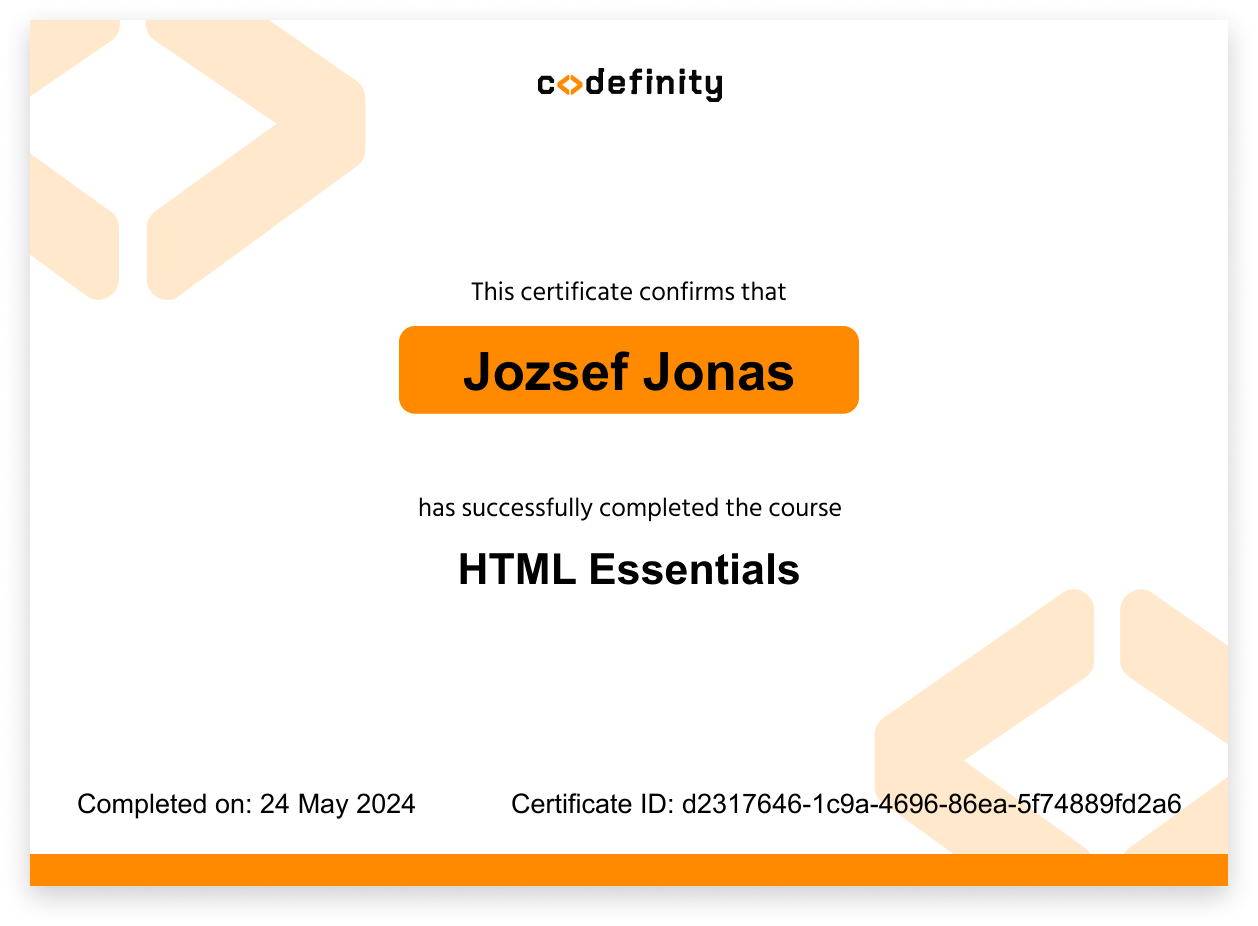 codefinity
This certificate confirms that
Jozsef Jonas
has successfully completed the course
HTML Essentials
Completed on: 24 May 2024
Certificate ID: d2317646-1c9a-4696-86ea-5f74889fd2a6